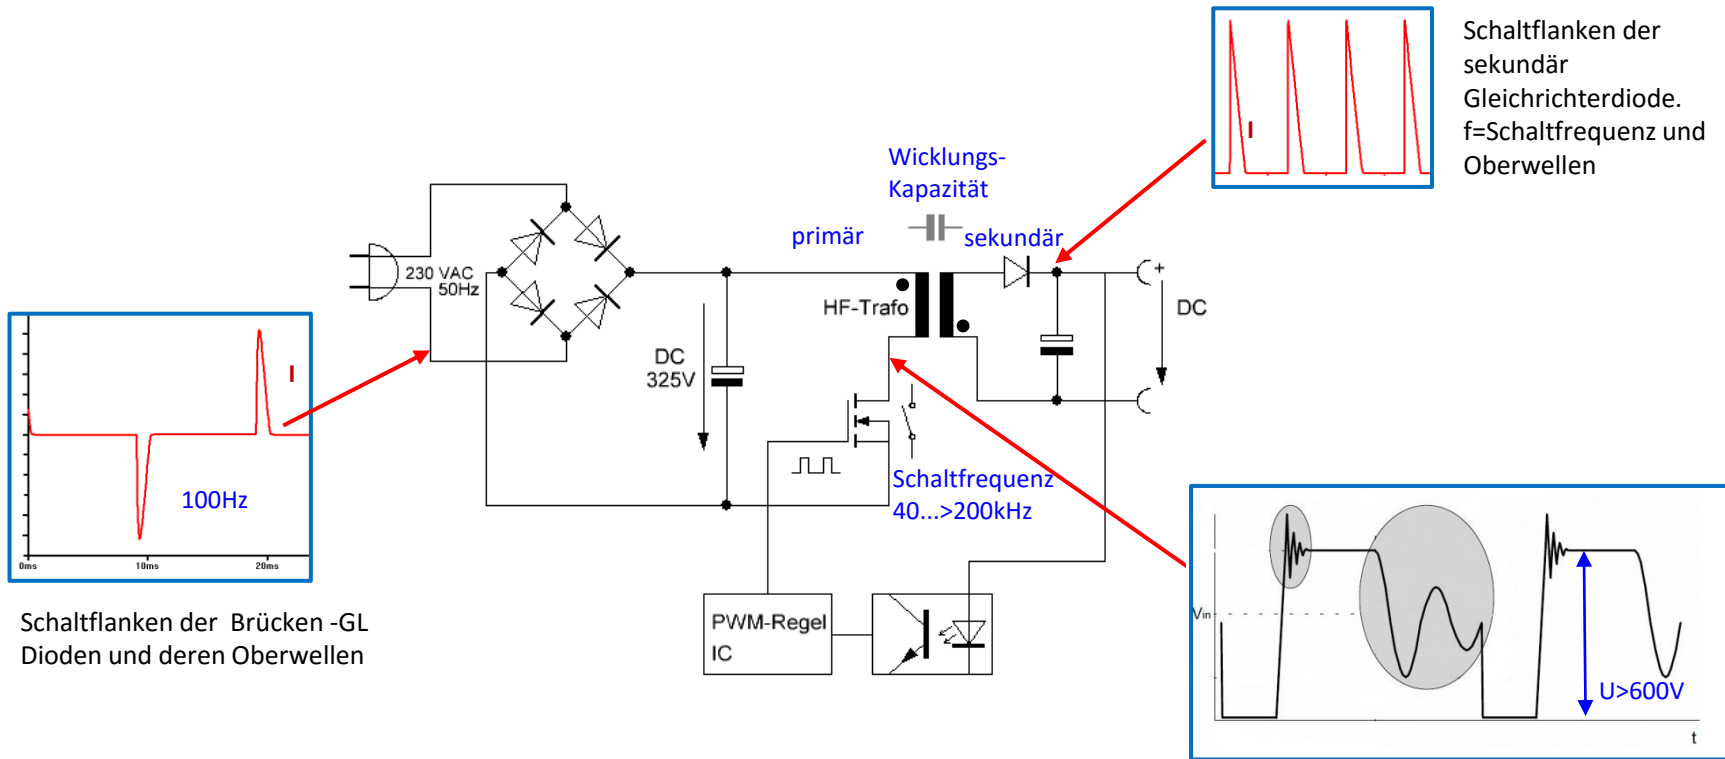 Schaltflanken der
sekundär
Gleichrichterdiode.
f=Schaltfrequenz und
Oberwellen
I
Wicklungs-
Kapazität
primär
sekundär
230 VAC
50Hz
HF-Trafo
+
DC
DC
325V
I
100Hz
0ms
10ms
20ms
Schaltfrequenz
40...>200kHz
Schaltflanken der Brücken -GL
Dioden und deren Oberwellen
PWM-Regel
IC
Vin
U>600V
t